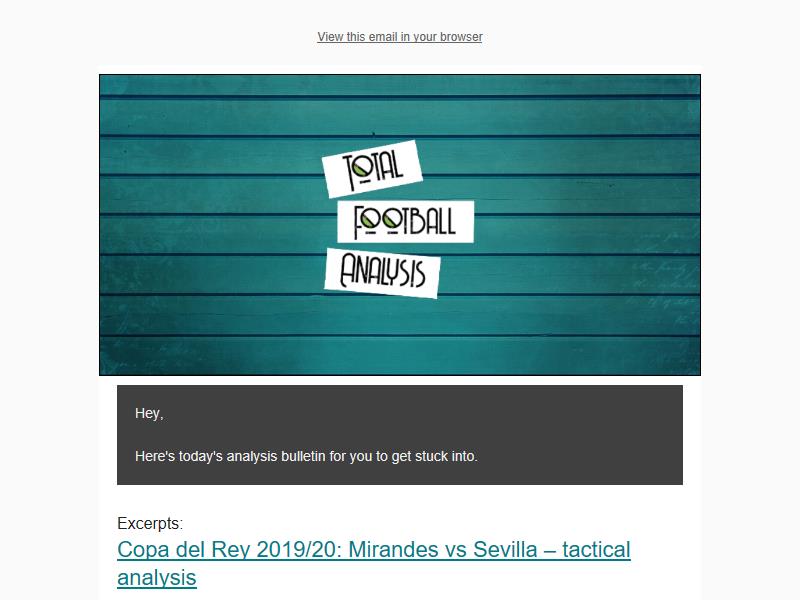 View this email in your browser
TOTAL
FOOTBALL
ANALYSIS
Hey,
Here's today's analysis bulletin for you to get stuck into.
Excerpts:
Copa del Rey 2019/20: Mirandes vs Sevilla – tactical
analysis